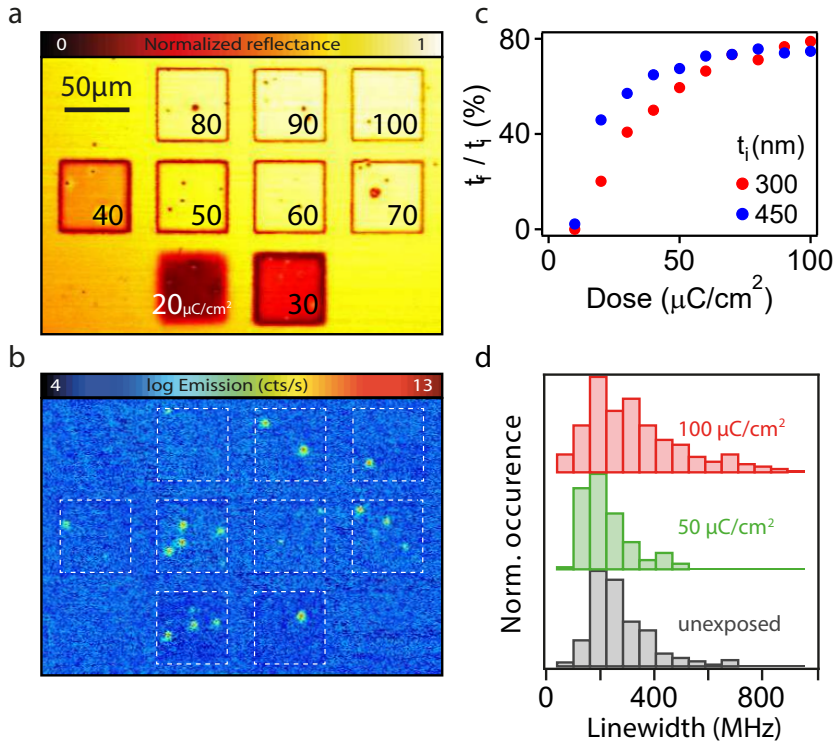 a
0 Normalized reflectance 1
50μm
80 90 100
40 50 60 70
20μC/cm² 30
b
4 log Emission (cts/s) 13
c
80
40
0
t_f / t_i (%)
t_i (nm)
300
450
0 50 100
Dose (μC/cm²)
d
Norm. occurence
100 μC/cm²
50 μC/cm²
unexposed
0 400 800
Linewidth (MHz)